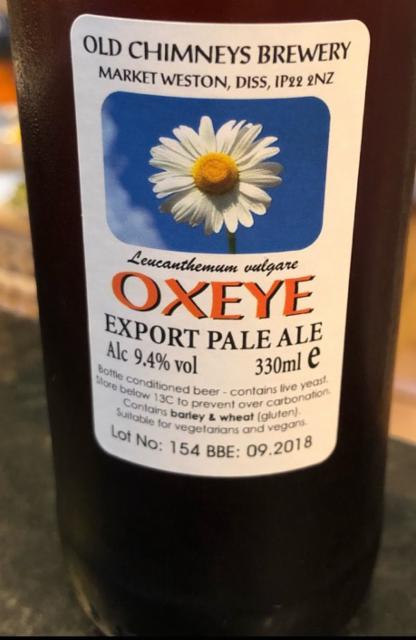 OLD CHIMNEYS BREWERY
MARKET WESTON, DISS, IP22 2NZ
Leucanthemum vulgare
OXEYE
EXPORT PALE ALE
Alc 9.4% vol 330ml e
Bottle conditioned beer - contains live yeast.
Store below 13C to prevent over carbonation.
Contains barley & wheat (gluten).
Suitable for vegetarians and vegans.
Lot No: 154 BBE: 09.2018